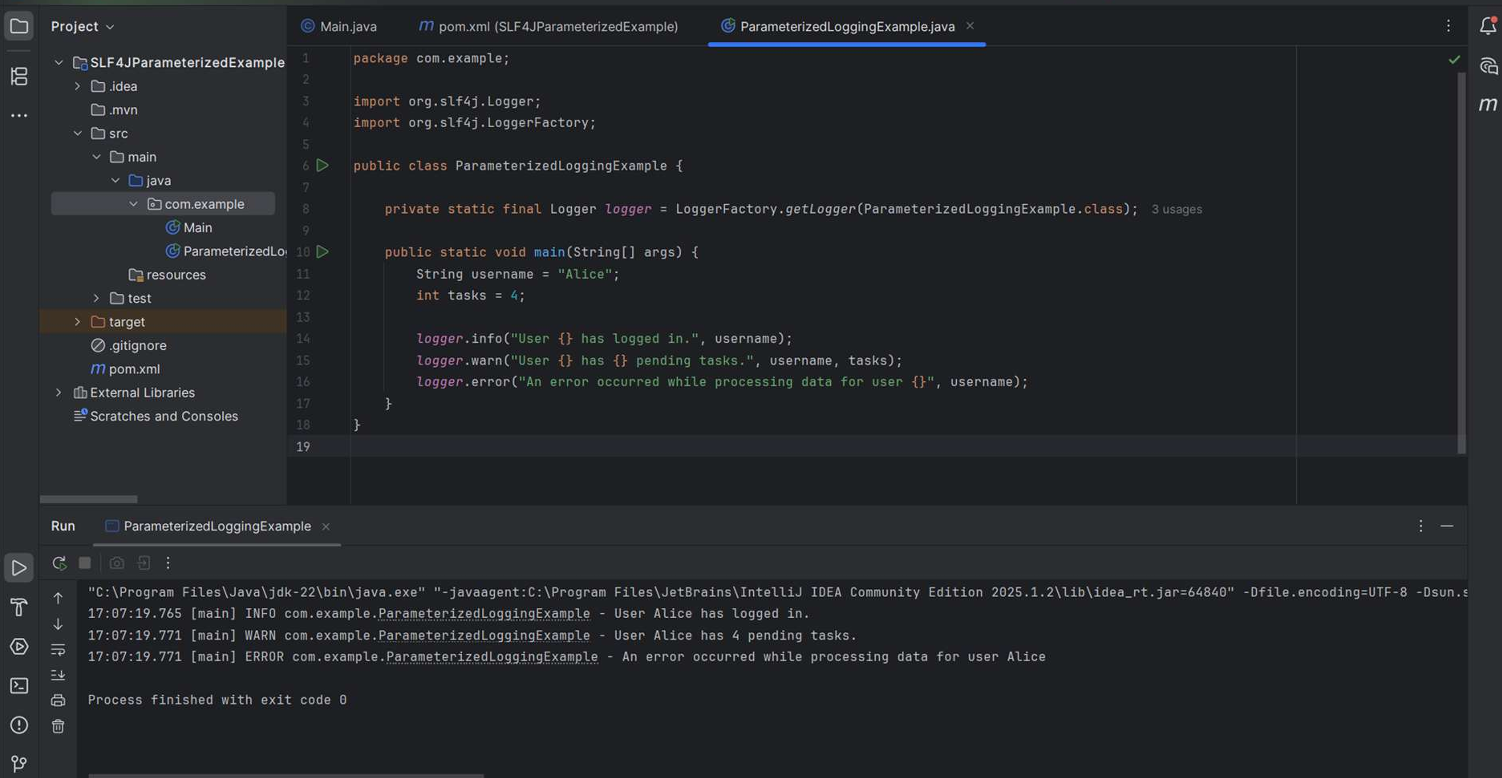 Project
Main.java
pom.xml (SLF4JParameterizedExample)
ParameterizedLoggingExample.java
SLF4JParameterizedExample
.idea
.mvn
src
main
java
com.example
Main
ParameterizedLo
resources
test
target
.gitignore
pom.xml
External Libraries
Scratches and Consoles
1 package com.example;
2
3 import org.slf4j.Logger;
4 import org.slf4j.LoggerFactory;
5
6 public class ParameterizedLoggingExample {
7
8 private static final Logger logger = LoggerFactory.getLogger(ParameterizedLoggingExample.class); 3 usages
9
10 public static void main(String[] args) {
11 String username = "Alice";
12 int tasks = 4;
13
14 logger.info("User {} has logged in.", username);
15 logger.warn("User {} has {} pending tasks.", username, tasks);
16 logger.error("An error occurred while processing data for user {}", username);
17 }
18 }
19
Run
ParameterizedLoggingExample
"C:\Program Files\Java\jdk-22\bin\java.exe" "-javaagent:C:\Program Files\JetBrains\IntelliJ IDEA Community Edition 2025.1.2\lib\idea_rt.jar=64840" -Dfile.encoding=UTF-8 -Dsun.s
17:07:19.765 [main] INFO com.example.ParameterizedLoggingExample - User Alice has logged in.
17:07:19.771 [main] WARN com.example.ParameterizedLoggingExample - User Alice has 4 pending tasks.
17:07:19.771 [main] ERROR com.example.ParameterizedLoggingExample - An error occurred while processing data for user Alice
Process finished with exit code 0